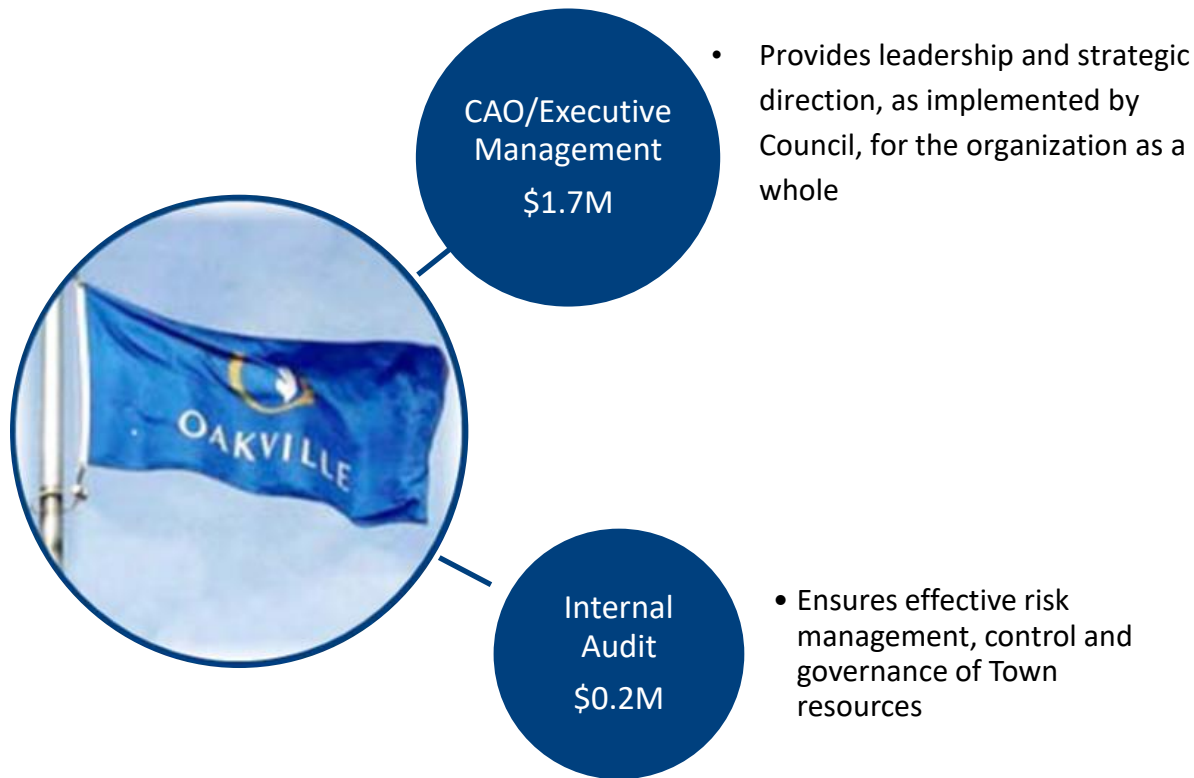 CAO/Executive
Management
$1.7M
• Provides leadership and strategic
direction, as implemented by
Council, for the organization as a
whole
OAKVILLE
Internal
Audit
$0.2M
• Ensures effective risk
management, control and
governance of Town
resources